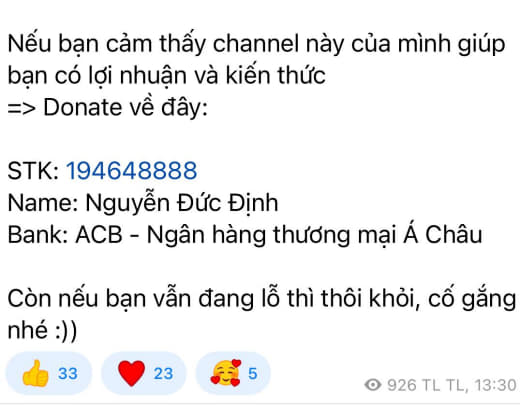 Nếu bạn cảm thấy channel này của mình giúp
bạn có lợi nhuận và kiến thức
=> Donate về đây:
STK: 194648888
Name: Nguyễn Đức Định
Bank: ACB - Ngân hàng thương mại Á Châu
Còn nếu bạn vẫn đang lỗ thì thôi khỏi, cố gắng
nhé :))
👍 33 ❤️ 23 🥰 5 926 TL TL, 13:30